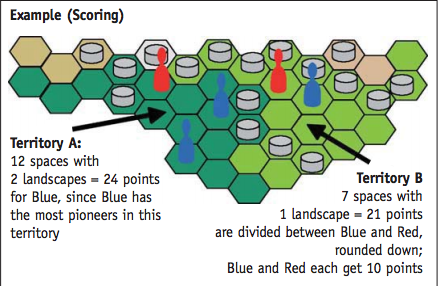 Example (Scoring)
Territory A:
12 spaces with
2 landscapes = 24 points
for Blue, since Blue has
the most pioneers in this
territory
Territory B
7 spaces with
1 landscape = 21 points
are divided between Blue and Red,
rounded down;
Blue and Red each get 10 points